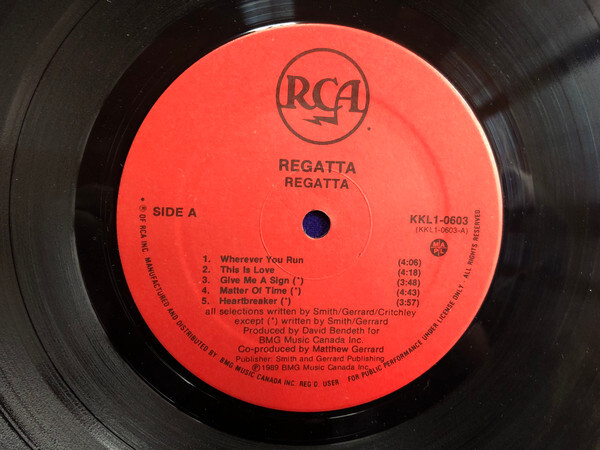 RCA
REGATTA
REGATTA
SIDE A
KKL1-0603
(KKL1-0603-A)
1. Wherever You Run (4:06)
2. This Is Love (4:18)
3. Give Me A Sign (*) (3:48)
4. Matter Of Time (*) (4:43)
5. Heartbreaker (*) (3:57)
all selections written by Smith/Gerrard/Critchley
except (*) written by Smith/Gerrard
Produced by David Bendeth for
BMG Music Canada Inc.
Co-produced by Matthew Gerrard
Publisher: Smith and Gerrard Publishing
Ⓟ1989 BMG Music Canada Inc.
OF RCA INC. MANUFACTURED AND DISTRIBUTED BY BMG MUSIC CANADA INC. REG'D. USER FOR PUBLIC PERFORMANCE UNDER LICENSE ONLY. ALL RIGHTS RESERVED